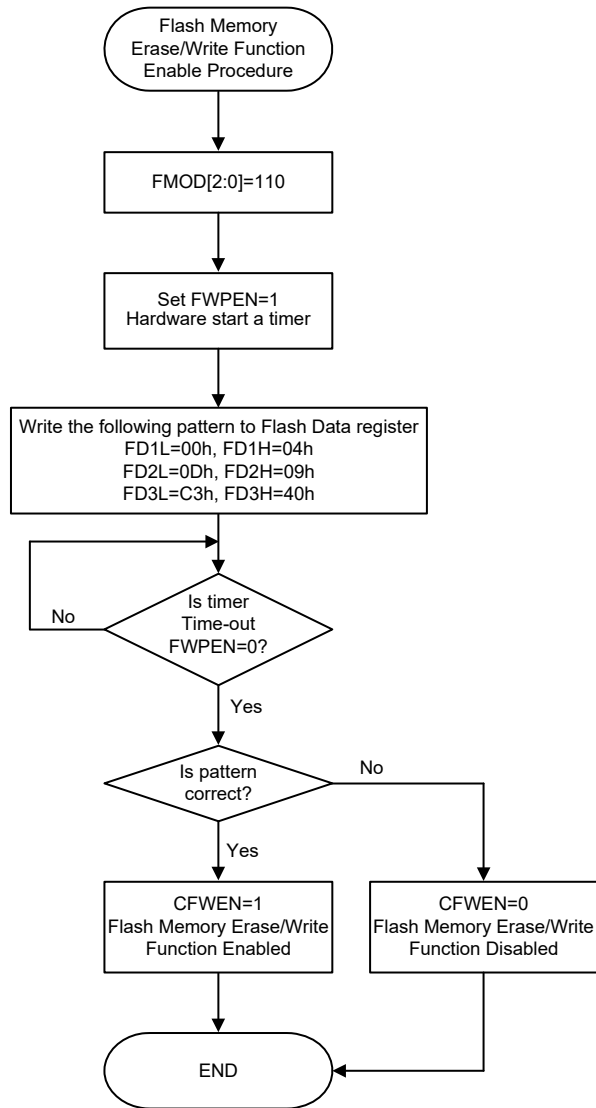 Flash Memory
Erase/Write Function
Enable Procedure
FMOD[2:0]=110
Set FWPEN=1
Hardware start a timer
Write the following pattern to Flash Data register
FD1L=00h, FD1H=04h
FD2L=0Dh, FD2H=09h
FD3L=C3h, FD3H=40h
Is timer
Time-out
FWPEN=0?
No
Yes
Is pattern
correct?
No
Yes
CFWEN=1
Flash Memory Erase/Write
Function Enabled
CFWEN=0
Flash Memory Erase/Write
Function Disabled
END